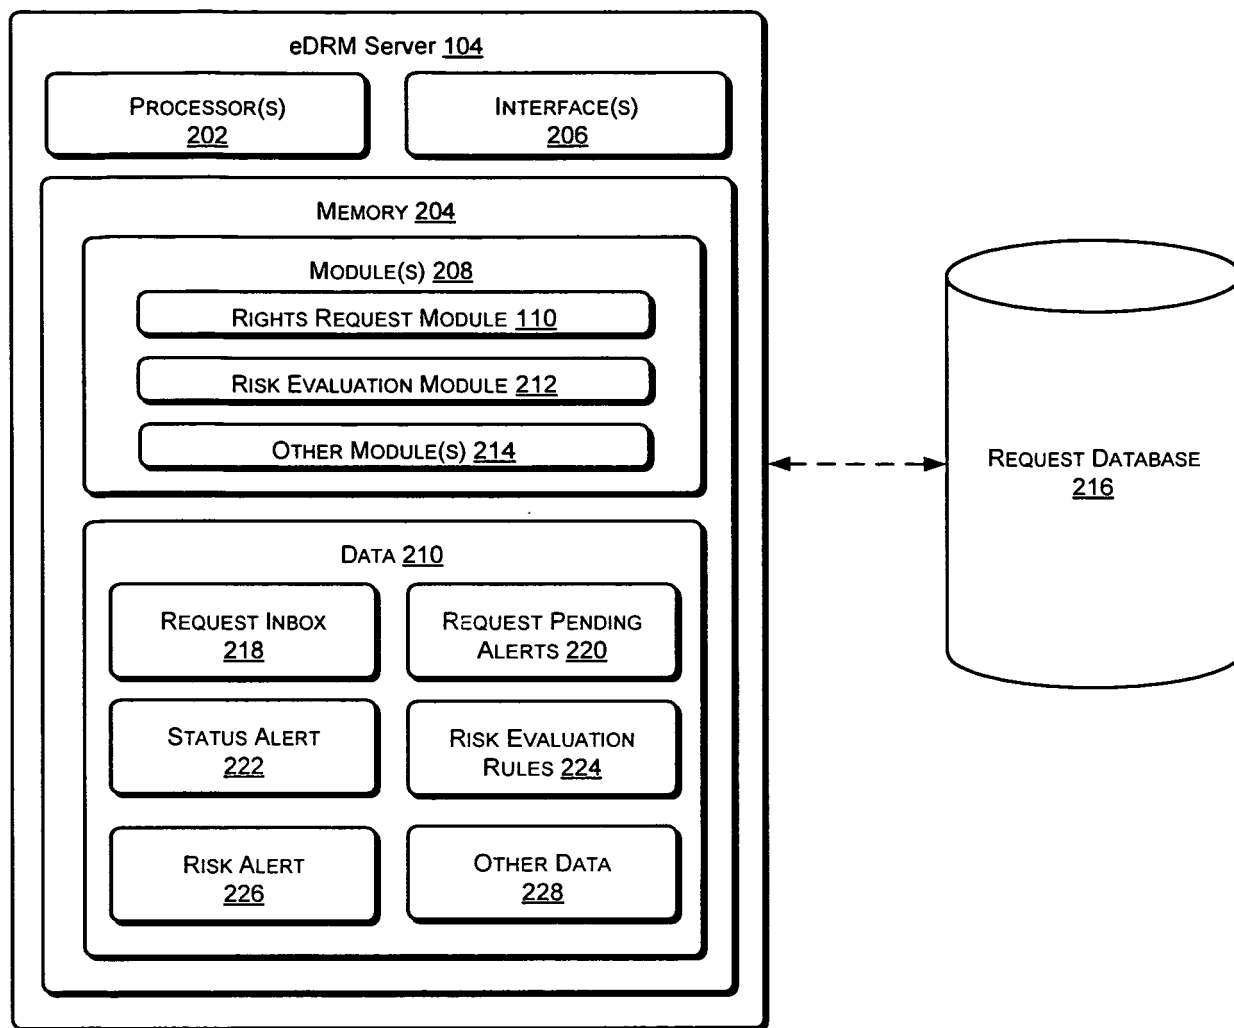 eDRM Server 104
PROCESSOR(S)
202
INTERFACE(S)
206
MEMORY 204
MODULE(S) 208
RIGHTS REQUEST MODULE 110
RISK EVALUATION MODULE 212
OTHER MODULE(S) 214
DATA 210
REQUEST INBOX
218
REQUEST PENDING
ALERTS 220
STATUS ALERT
222
RISK EVALUATION
RULES 224
RISK ALERT
226
OTHER DATA
228
REQUEST DATABASE
216